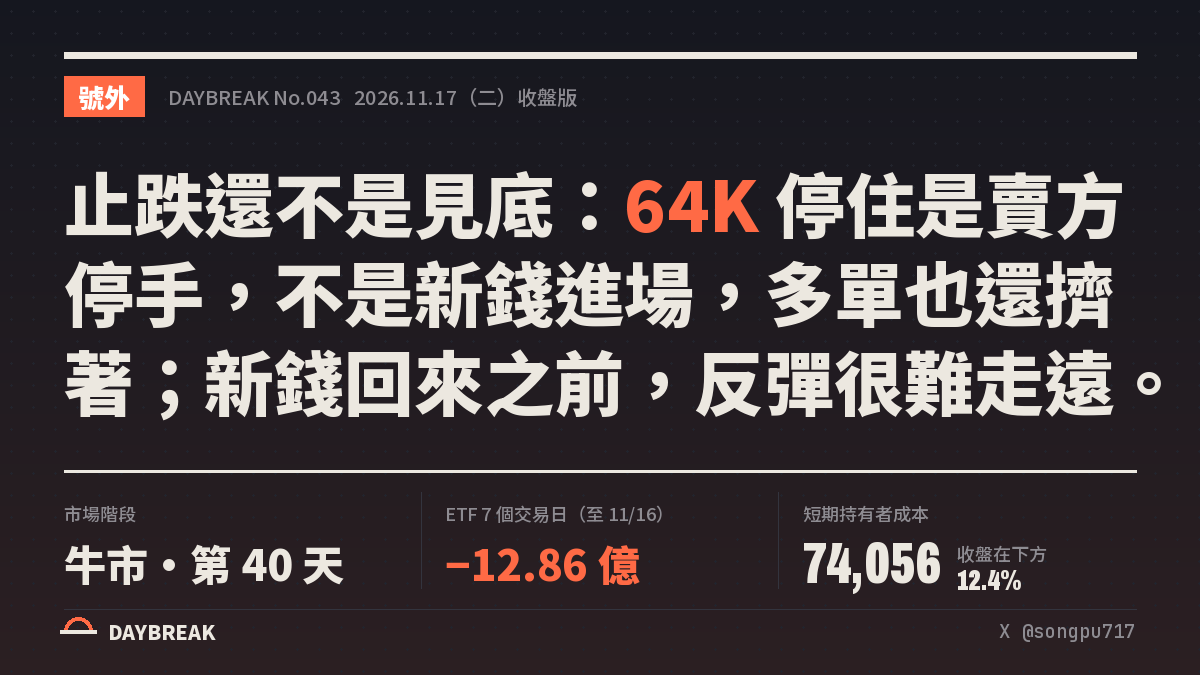 號外 DAYBREAK No.043 2026.11.17（二）收盤版
止跌還不是見底：64K 停住是賣方
停手，不是新錢進場，多單也還擠
著；新錢回來之前，反彈很難走遠。
市場階段
牛市・第 40 天
ETF 7 個交易日（至 11/16）
−12.86 億
短期持有者成本
74,056
收盤在下方
12.4%
DAYBREAK
X @songpu717